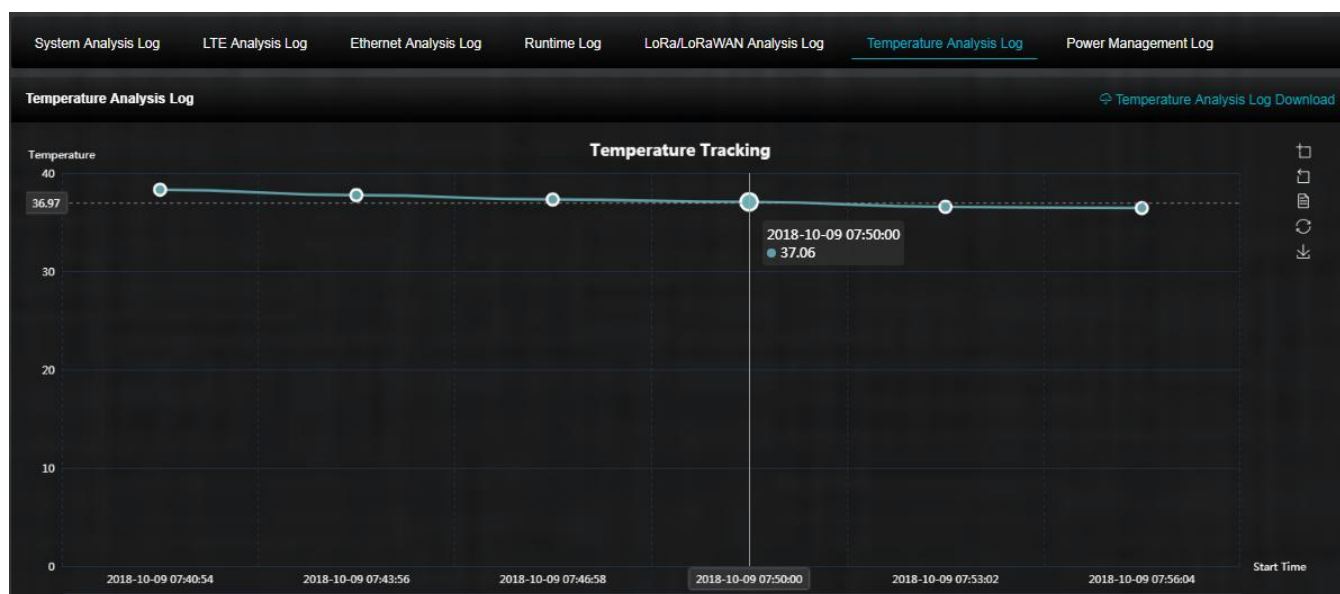 System Analysis Log LTE Analysis Log Ethernet Analysis Log Runtime Log LoRa/LoRaWAN Analysis Log Temperature Analysis Log Power Management Log
Temperature Analysis Log Temperature Analysis Log Download
Temperature Tracking
Temperature
40
36.97
2018-10-09 07:50:00
37.06
30
20
10
0
Start Time
2018-10-09 07:40:54 2018-10-09 07:43:56 2018-10-09 07:46:58 2018-10-09 07:50:00 2018-10-09 07:53:02 2018-10-09 07:56:04